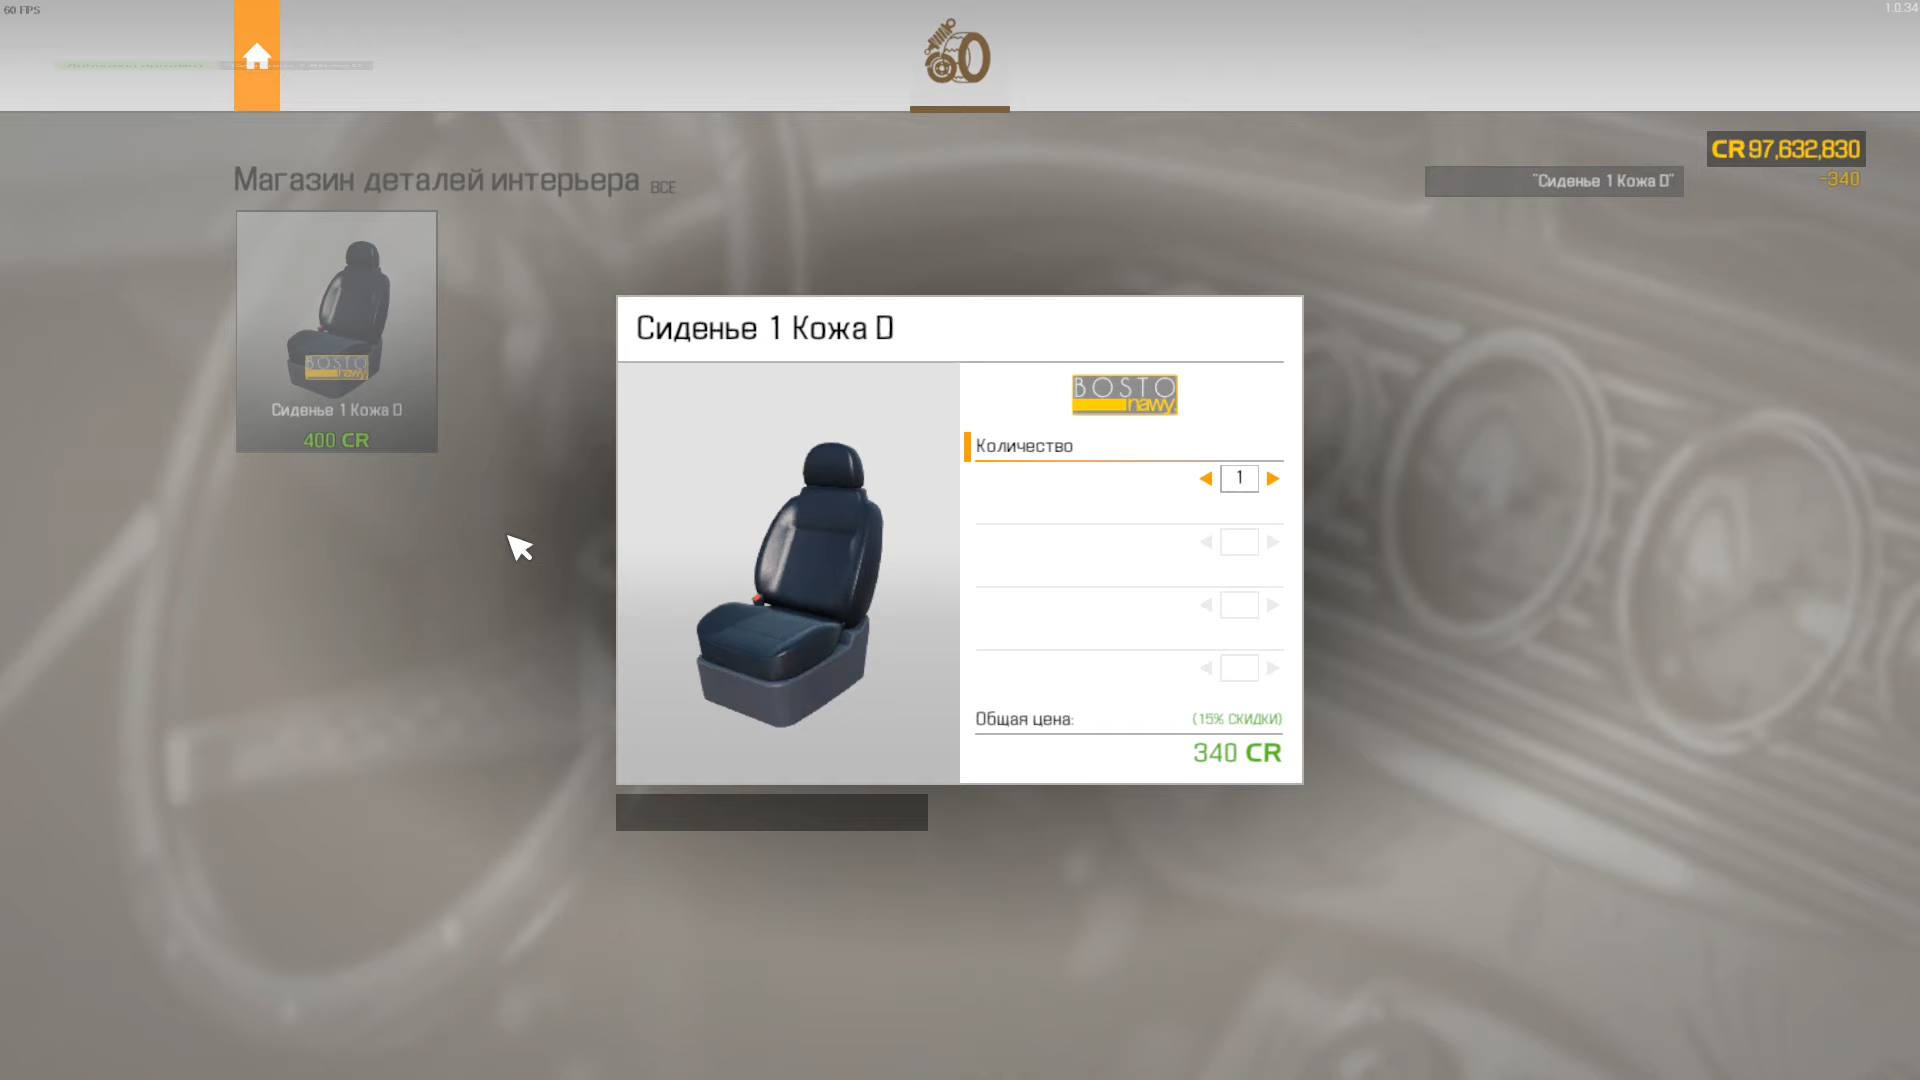 60 FPS
1.0.34
CR 97,632,830
-340
Магазин деталей интерьера ВСЕ
"Сиденье 1 Кожа D"
BOSTO
nawy.
Сиденье 1 Кожа D
400 CR
Сиденье 1 Кожа D
BOSTO
nawy.
Количество
1
Общая цена:
(15% СКИДКИ)
340 CR